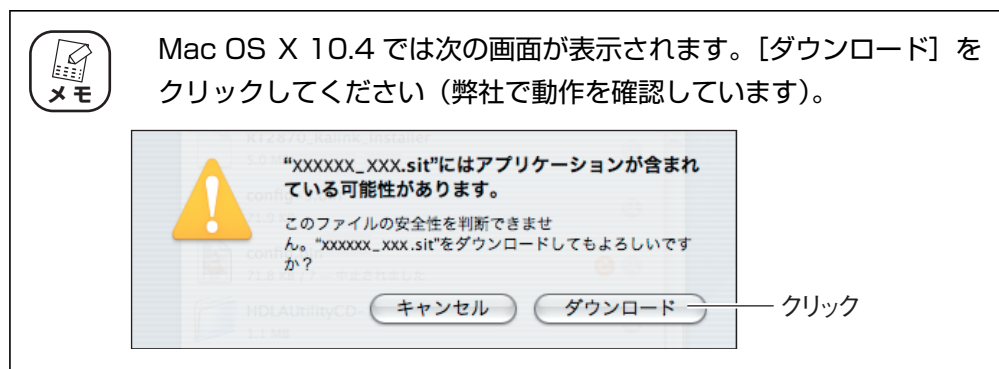 Mac OS X 10.4 では次の画面が表示されます。［ダウンロード］を
クリックしてください（弊社で動作を確認しています）。
メモ
RT2870_Ralink_Installer
“XXXXXX_XXX.sit”にはアプリケーションが含まれ
ている可能性があります。
このファイルの安全性を判断できませ
ん。“xxxxxx_xxx.sit”をダウンロードしてもよろしいです
か？
キャンセル
ダウンロード
クリック
HDLAUtilityCD-
1.1 MB